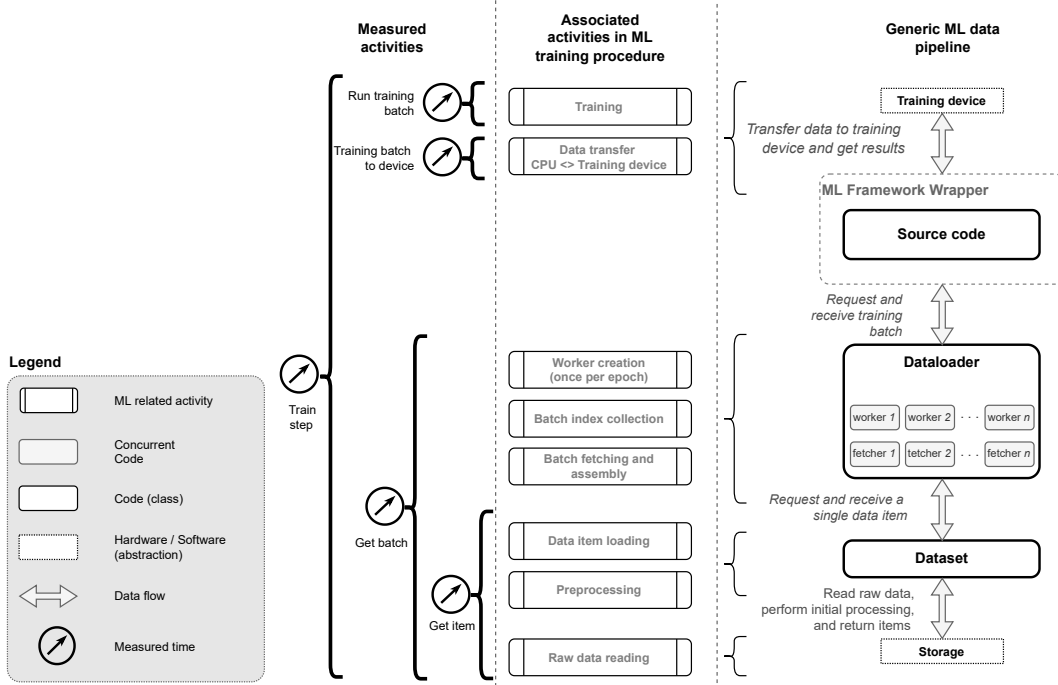 Measured
activities
Associated
activities in ML
training procedure
Generic ML data
pipeline
Run training
batch
Training batch
to device
Train
step
Get batch
Get item
Training
Data transfer
CPU <> Training device
Worker creation
(once per epoch)
Batch index collection
Batch fetching and
assembly
Data item loading
Preprocessing
Raw data reading
Training device
Transfer data to training
device and get results
ML Framework Wrapper
Source code
Request and
receive training
batch
Dataloader
worker 1 worker 2 · · · worker n
fetcher 1 fetcher 2 · · · fetcher n
Request and receive a
single data item
Dataset
Read raw data,
perform initial processing,
and return items
Storage
Legend
ML related activity
Concurrent
Code
Code (class)
Hardware / Software
(abstraction)
Data flow
Measured time